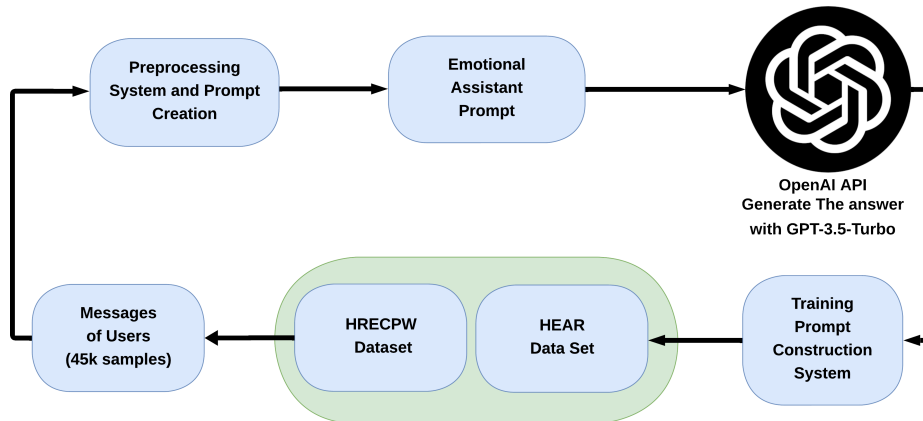 Preprocessing
System and Prompt
Creation
Emotional
Assistant
Prompt
OpenAI API
Generate The answer
with GPT-3.5-Turbo
Messages
of Users
(45k samples)
HRECPW
Dataset
HEAR
Data Set
Training
Prompt
Construction
System